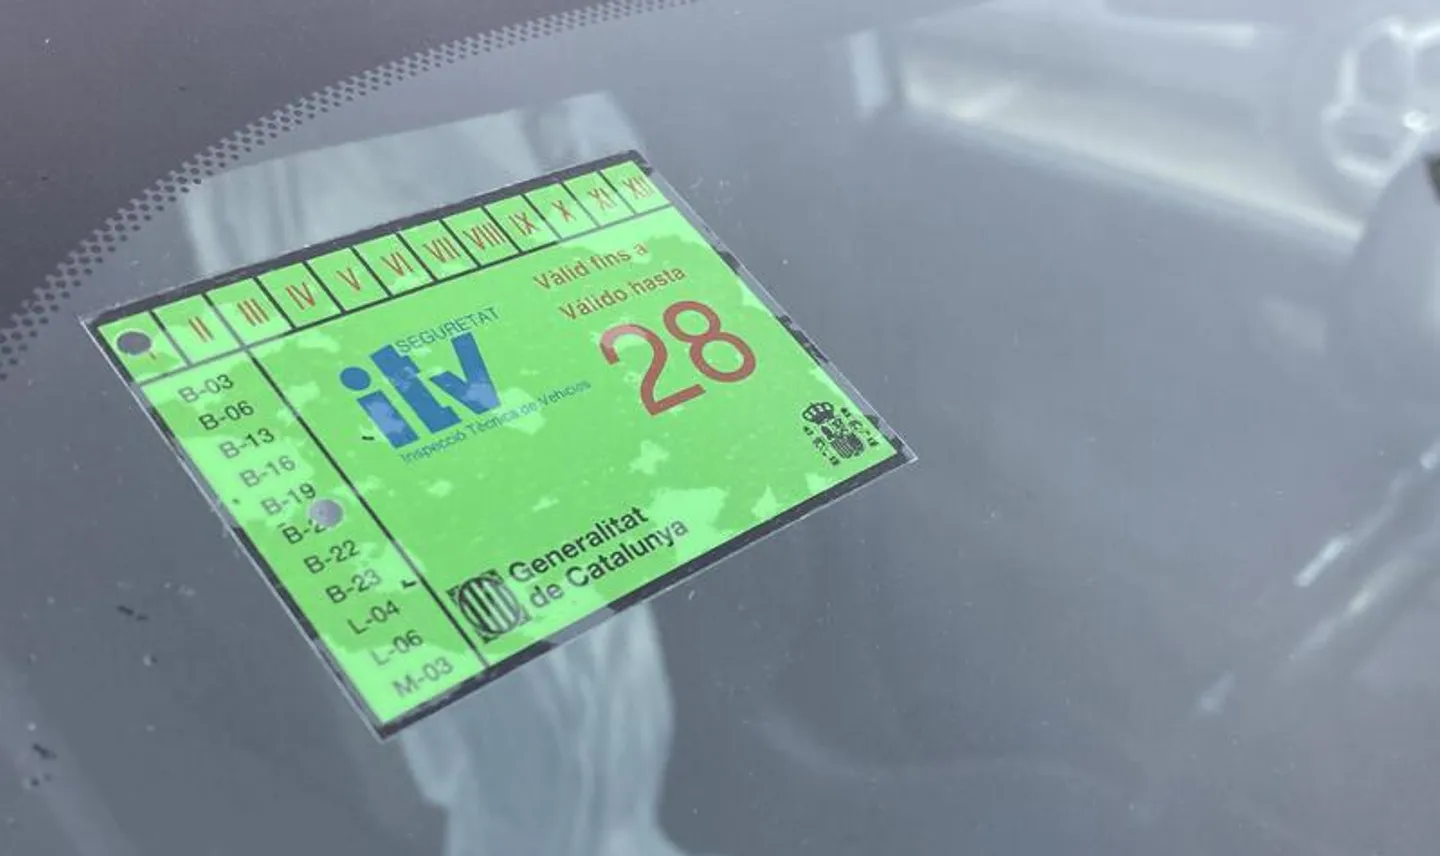 II III IV V VI VII VIII IX X XI XII
Vàlid fins a
Válido hasta
28
SEGURETAT
itv
Inspecció Tècnica de Vehicles
B-03
B-06
B-13
B-16
B-19
B-22
B-23
L-04
L-06
M-03
Generalitat
de Catalunya